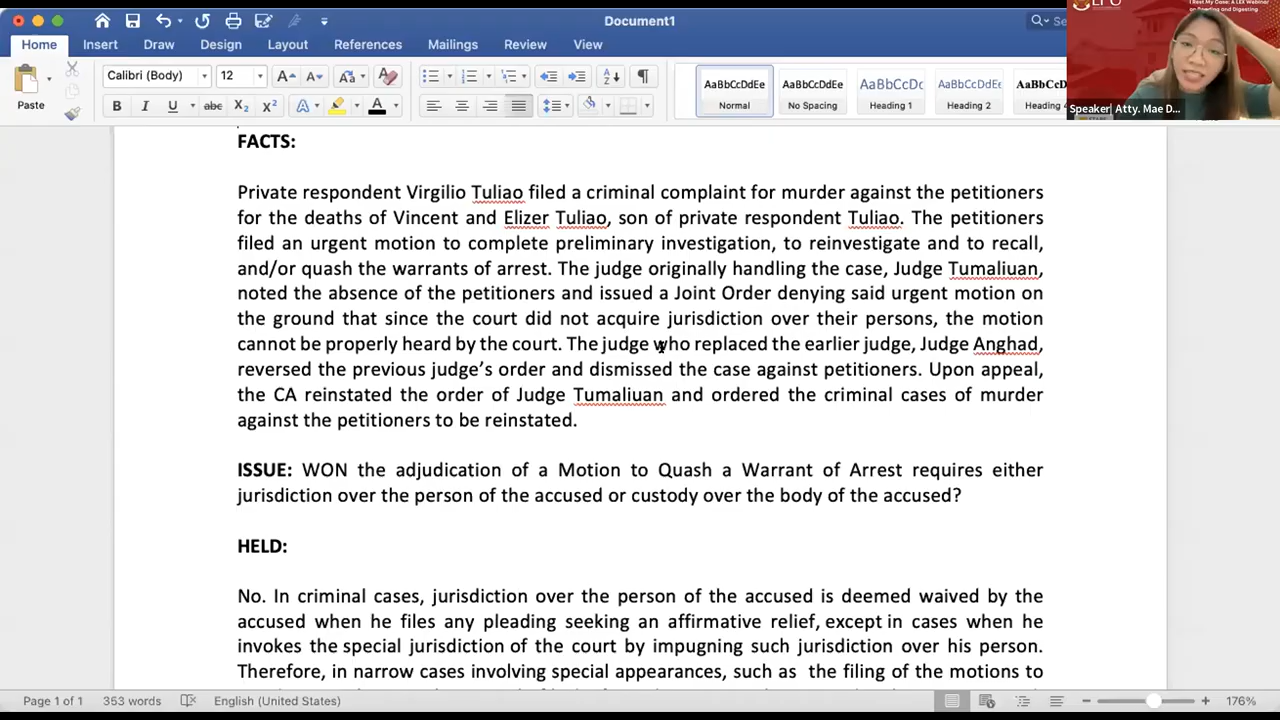 Document1
Se
Home Insert Draw Design Layout References Mailings Review View
Paste
Calibri (Body) 12
AaBbCcDdEe AaBbCcDdEe AaBbCcDc AaBbCcDdEe AaBbCcD
Normal No Spacing Heading 1 Heading 2 Heading
I Rest My Case: A LEX Webinar
on Reading and Digesting
Speaker| Atty. Mae D...
FACTS:
Private respondent Virgilio Tuliao filed a criminal complaint for murder against the petitioners
for the deaths of Vincent and Elizer Tuliao, son of private respondent Tuliao. The petitioners
filed an urgent motion to complete preliminary investigation, to reinvestigate and to recall,
and/or quash the warrants of arrest. The judge originally handling the case, Judge Tumaliuan,
noted the absence of the petitioners and issued a Joint Order denying said urgent motion on
the ground that since the court did not acquire jurisdiction over their persons, the motion
cannot be properly heard by the court. The judge who replaced the earlier judge, Judge Anghad,
reversed the previous judge's order and dismissed the case against petitioners. Upon appeal,
the CA reinstated the order of Judge Tumaliuan and ordered the criminal cases of murder
against the petitioners to be reinstated.
ISSUE: WON the adjudication of a Motion to Quash a Warrant of Arrest requires either
jurisdiction over the person of the accused or custody over the body of the accused?
HELD:
No. In criminal cases, jurisdiction over the person of the accused is deemed waived by the
accused when he files any pleading seeking an affirmative relief, except in cases when he
invokes the special jurisdiction of the court by impugning such jurisdiction over his person.
Therefore, in narrow cases involving special appearances, such as the filing of the motions to
Page 1 of 1 353 words English (United States) 176%